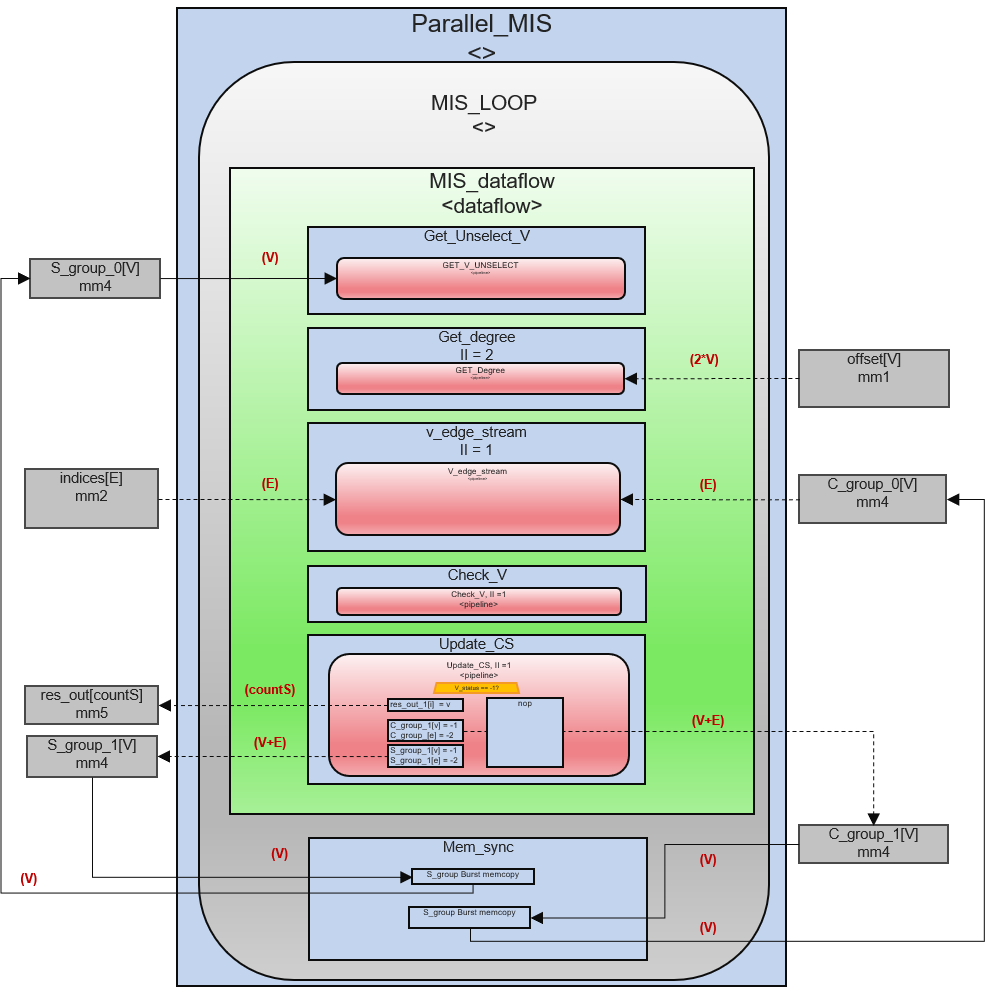 Parallel_MIS
<>
MIS_LOOP
<>
MIS_dataflow
<dataflow>
Get_Unselect_V
GET_V_UNSELECT
<pipeline>
(V)
S_group_0[V]
mm4
Get_degree
II = 2
GET_Degree
<pipeline>
(2*V)
offset[V]
mm1
v_edge_stream
II = 1
V_edge_stream
<pipeline>
indices[E]
mm2
(E)
(E)
C_group_0[V]
mm4
Check_V
Check_V, II =1
<pipeline>
Update_CS
Update_CS, II =1
<pipeline>
V_status == -1?
res_out_1[i]  = v
nop
C_group_1[v] = -1
C_group_[e] = -2
S_group_1[v] = -1
S_group_1[e] = -2
res_out[countS]
mm5
(countS)
S_group_1[V]
mm4
(V+E)
(V+E)
C_group_1[V]
mm4
Mem_sync
S_group Burst memcopy
S_group Burst memcopy
(V)
(V)
(V)
(V)